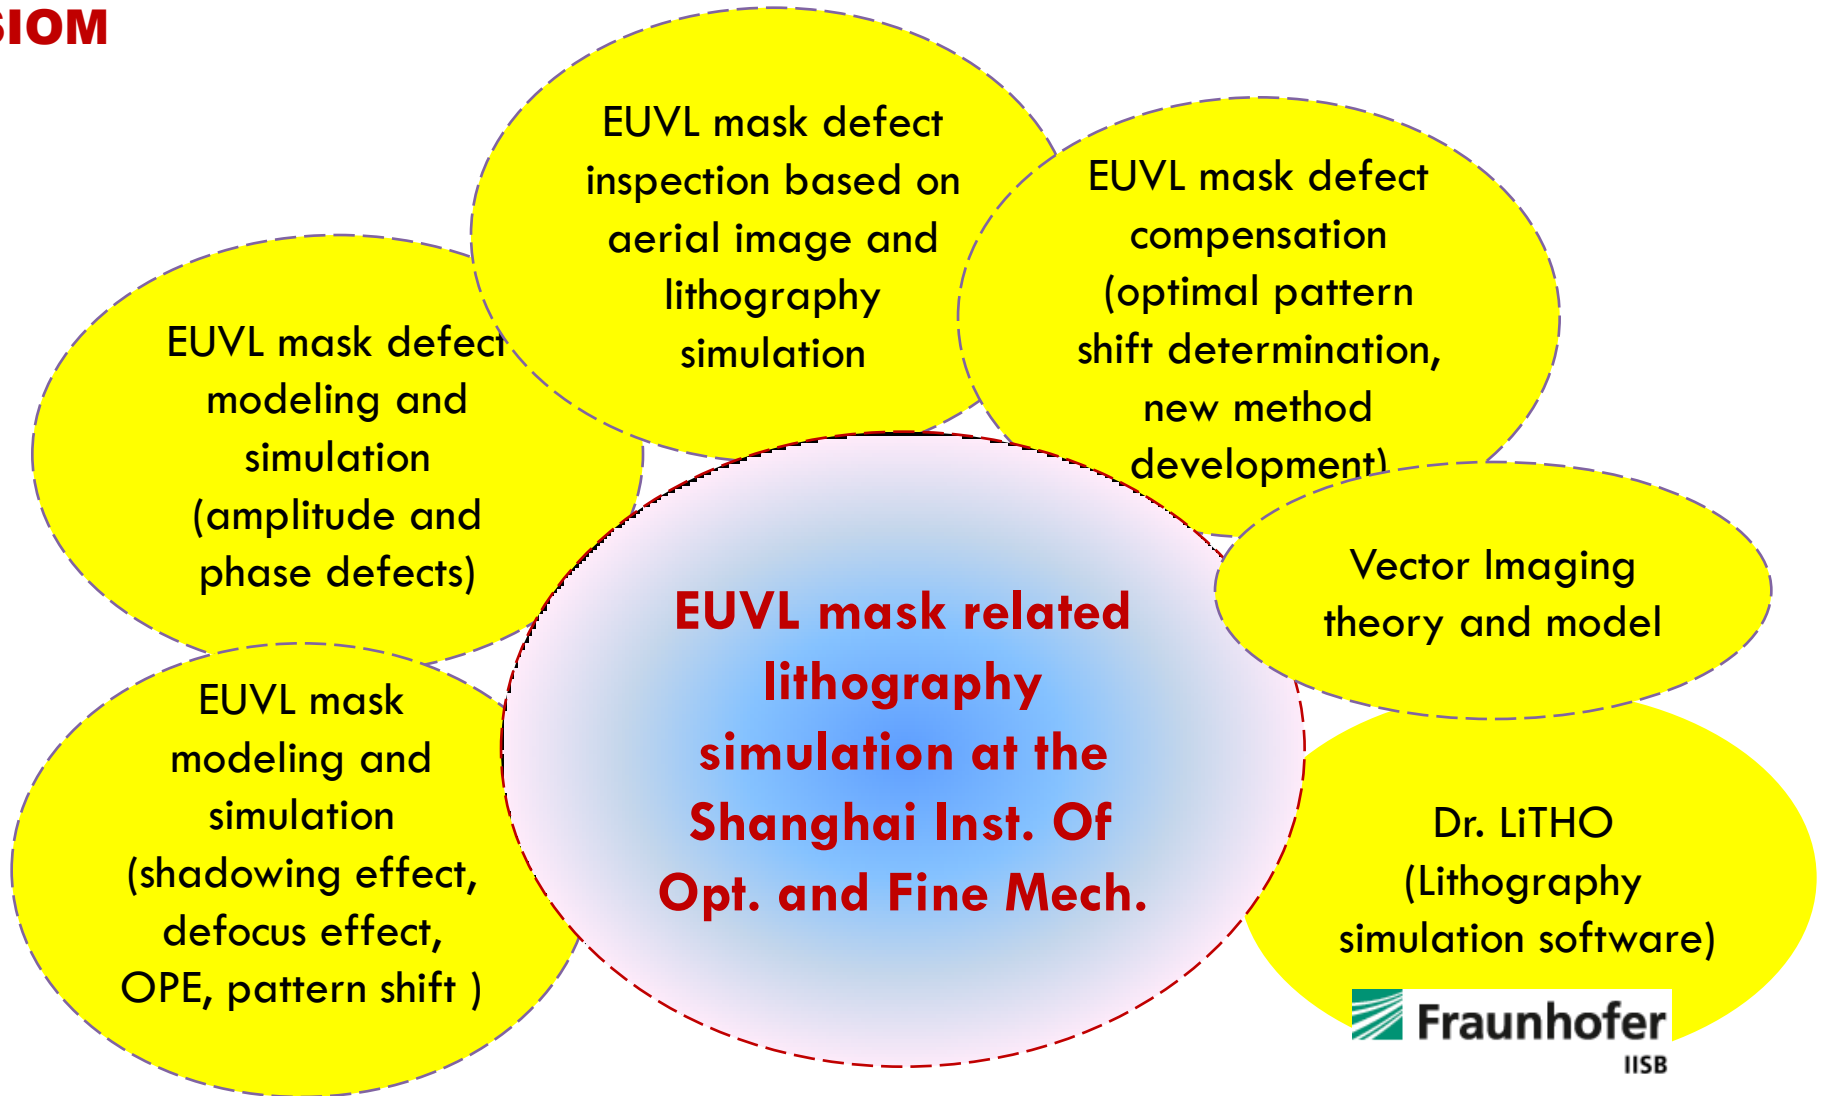 SIOM
EUVL mask defect
inspection based on
aerial image and
lithography
simulation
EUVL mask defect
compensation
(optimal pattern
shift determination,
new method
development)
EUVL mask defect
modeling and
simulation
(amplitude and
phase defects)
Vector Imaging
theory and model
EUVL mask related
lithography
simulation at the
Shanghai Inst. Of
Opt. and Fine Mech.
EUVL mask
modeling and
simulation
(shadowing effect,
defocus effect,
OPE, pattern shift )
Dr. LiTHO
(Lithography
simulation software)
Fraunhofer
IISB